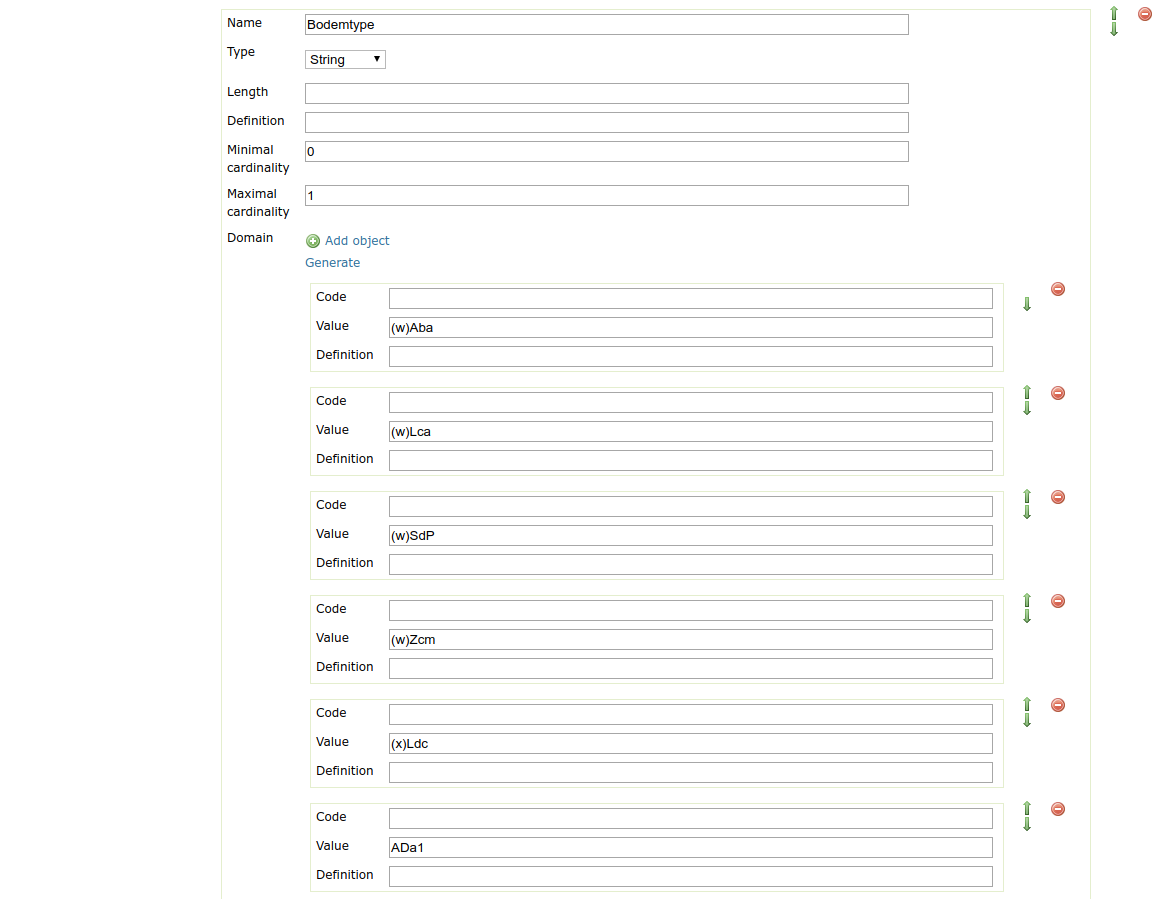 Name Bodemtype
Type String
Length
Definition
Minimal
cardinality 0
Maximal
cardinality 1
Domain Add object
Generate
Code
Value (w)Aba
Definition
Code
Value (w)Lca
Definition
Code
Value (w)SdP
Definition
Code
Value (w)Zcm
Definition
Code
Value (x)Ldc
Definition
Code
Value ADa1
Definition